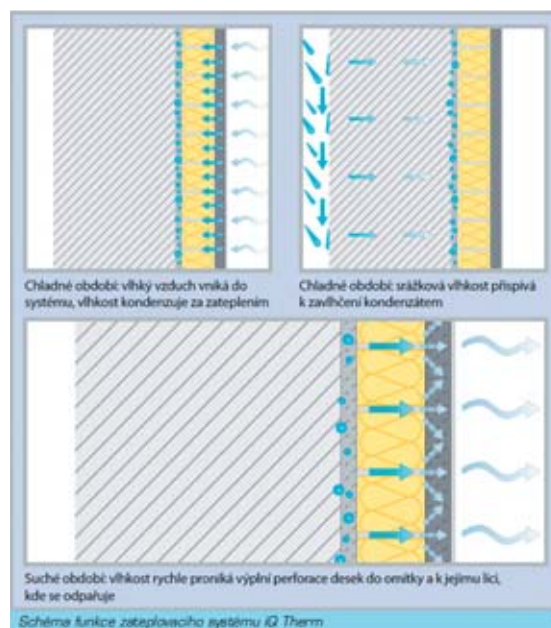 Chladné období: vlhký vzduch vniká do
systému, vlhkost kondenzuje za zateplením
Chladné období: srážková vlhkost přispívá
k zavlhčení kondenzátem
Suché období: vlhkost rychle proniká výplní perforace desek do omítky a k jejímu líci,
kde se odpařuje
Schéma funkce zateplovacího systému iQ Therm